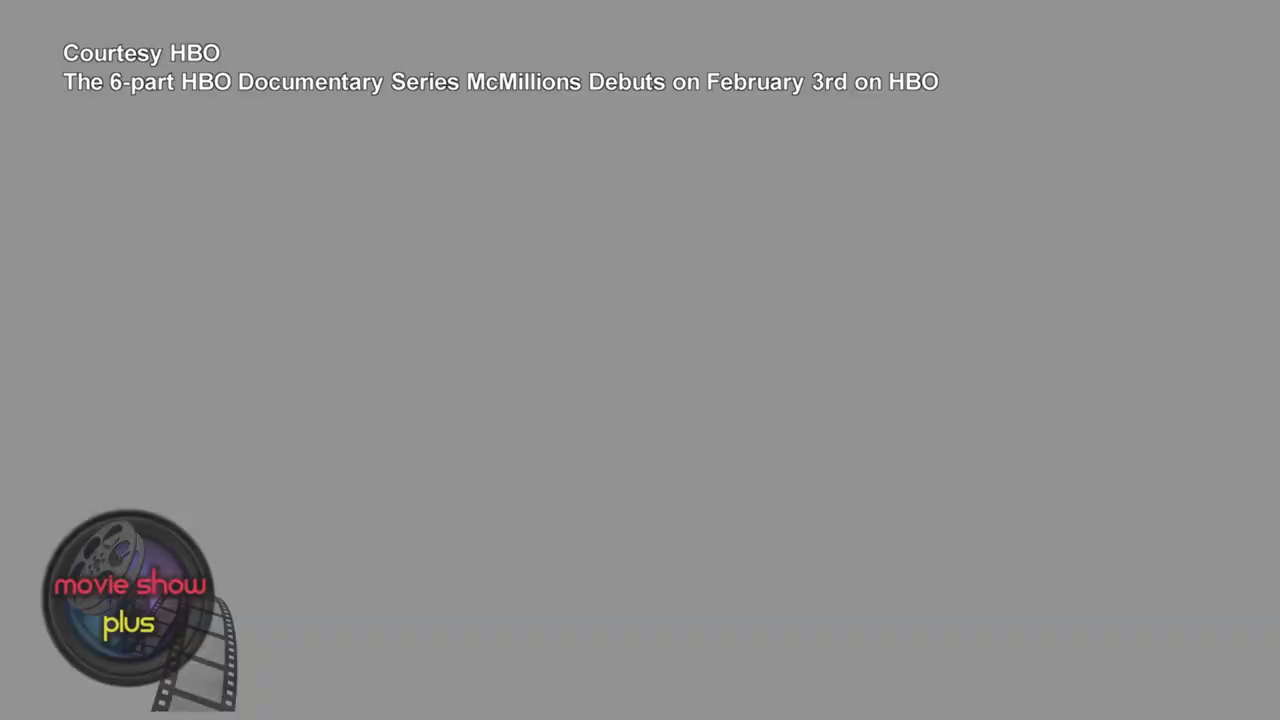 Courtesy HBO
The 6-part HBO Documentary Series McMillions Debuts on February 3rd on HBO
movie show
plus